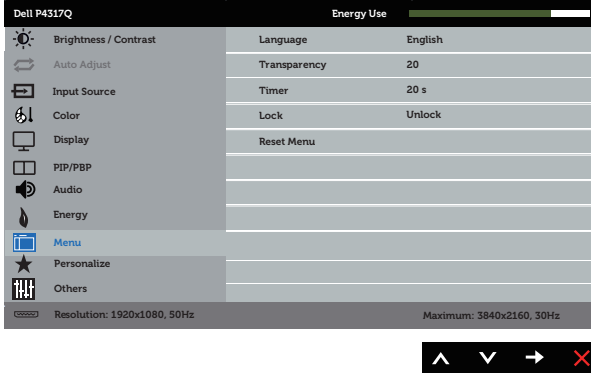 Dell P4317Q Energy Use
Brightness / Contrast Language English
Auto Adjust Transparency 20
Input Source Timer 20 s
Color Lock Unlock
Display Reset Menu
PIP/PBP
Audio
Energy
Menu
Personalize
Others
Resolution: 1920x1080, 50Hz Maximum: 3840x2160, 30Hz